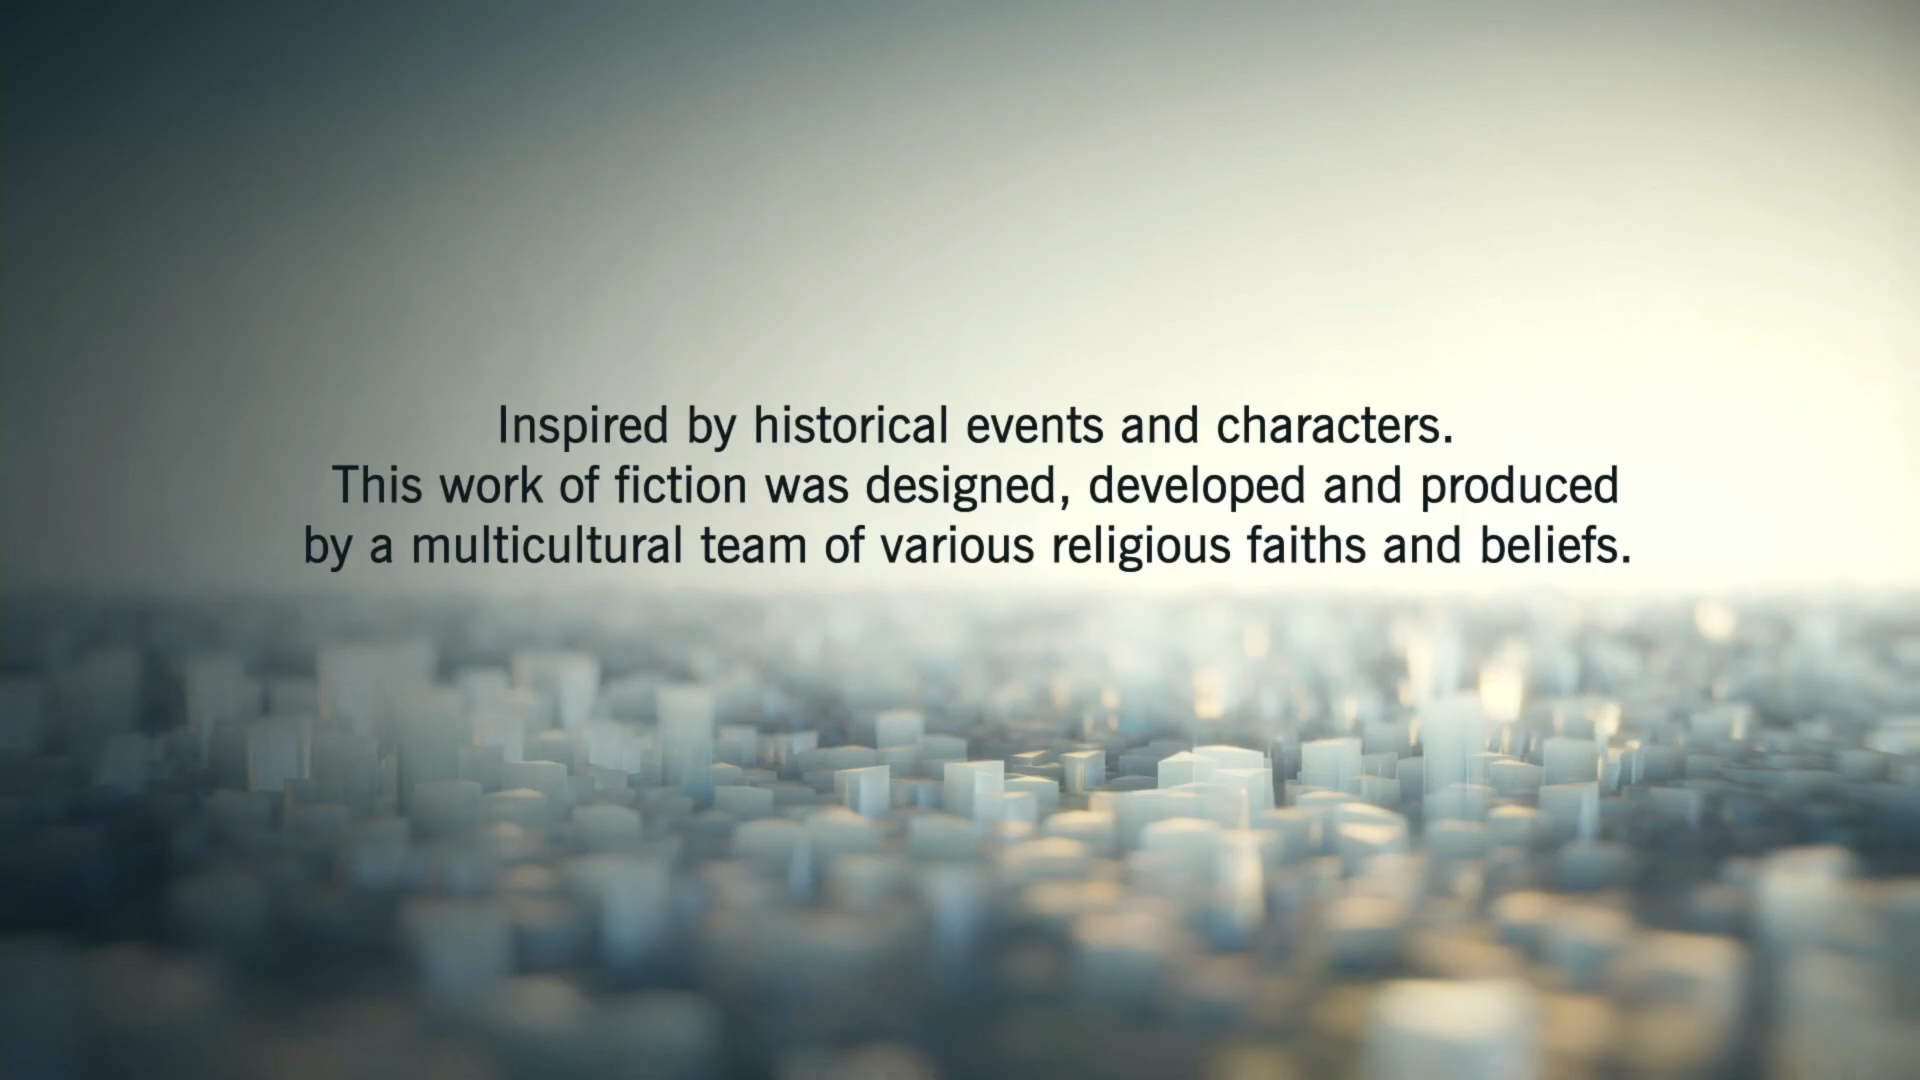 Inspired by historical events and characters.
This work of fiction was designed, developed and produced
by a multicultural team of various religious faiths and beliefs.